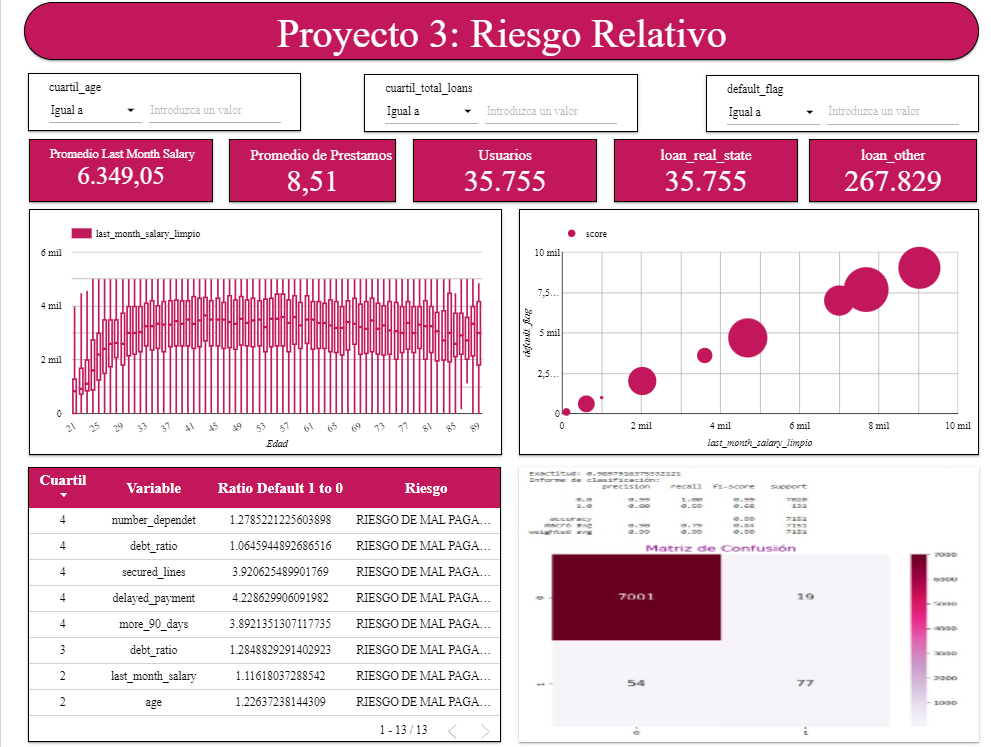 Proyecto 3: Riesgo Relativo
cuartil_age
Igual a Introduzca un valor
cuartil_total_loans
Igual a Introduzca un valor
default_flag
Igual a Introduzca un valor
Promedio Last Month Salary
6.349,05
Promedio de Prestamos
8,51
Usuarios
35.755
loan_real_state
35.755
loan_other
267.829
last_month_salary_limpio
6 mil
4 mil
2 mil
0
21 25 29 33 37 41 45 49 53 57 61 65 69 73 77 81 85 89
Edad
score
10 mil
7,5…
5 mil
2,5…
0
default_flag
0 2 mil 4 mil 6 mil 8 mil 10 mil
last_month_salary_limpio
Cuartil Variable Ratio Default 1 to 0 Riesgo
4 number_dependet 1.2785221225603898 RIESGO DE MAL PAGA…
4 debt_ratio 1.0645944892686516 RIESGO DE MAL PAGA…
4 secured_lines 3.920625489901769 RIESGO DE MAL PAGA…
4 delayed_payment 4.228629906091982 RIESGO DE MAL PAGA…
4 more_90_days 3.8921351307117735 RIESGO DE MAL PAGA…
3 debt_ratio 1.2848829291402923 RIESGO DE MAL PAGA…
2 last_month_salary 1.11618037288542 RIESGO DE MAL PAGA…
2 age 1.22637238144309 RIESGO DE MAL PAGA…
1 - 13 / 13
Exactitud:
Informe de clasificación:
precision recall f1-score support
0.0 0.99 1.00 0.99 7020
1.0 0.80 0.59 0.68 131
accuracy 0.99 7151
macro avg 0.90 0.79 0.84 7151
weighted avg 0.99 0.99 0.99 7151
Matriz de Confusión
0 7001 19
1 54 77
0 1
7000
6000
5000
4000
3000
2000
1000